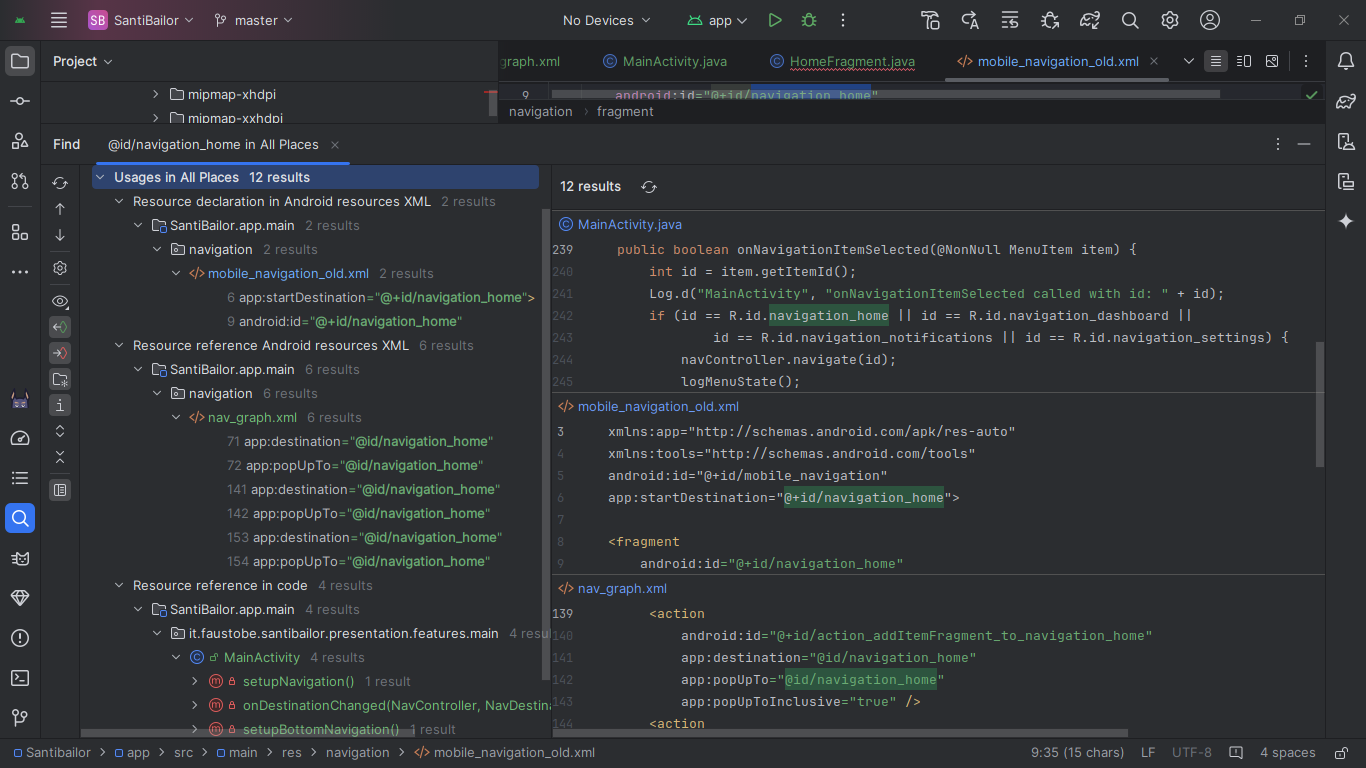 SB SantiBailor master No Devices app
Project
graph.xml MainActivity.java HomeFragment.java mobile_navigation_old.xml
mipmap-xhdpi
mipmap-xxhdpi
9 android:id="@+id/navigation_home"
navigation > fragment
Find @id/navigation_home in All Places
Usages in All Places 12 results
Resource declaration in Android resources XML 2 results
SantiBailor.app.main 2 results
navigation 2 results
mobile_navigation_old.xml 2 results
6 app:startDestination="@+id/navigation_home">
9 android:id="@+id/navigation_home"
Resource reference Android resources XML 6 results
SantiBailor.app.main 6 results
navigation 6 results
nav_graph.xml 6 results
71 app:destination="@id/navigation_home"
72 app:popUpTo="@id/navigation_home"
141 app:destination="@id/navigation_home"
142 app:popUpTo="@id/navigation_home"
153 app:destination="@id/navigation_home"
154 app:popUpTo="@id/navigation_home"
Resource reference in code 4 results
SantiBailor.app.main 4 results
it.faustobe.santibailor.presentation.features.main 4 resu
MainActivity 4 results
setupNavigation() 1 result
onDestinationChanged(NavController, NavDestina
setupBottomNavigation() 1 result
12 results
MainActivity.java
239 public boolean onNavigationItemSelected(@NonNull MenuItem item) {
240 int id = item.getItemId();
241 Log.d("MainActivity", "onNavigationItemSelected called with id: " + id);
242 if (id == R.id.navigation_home || id == R.id.navigation_dashboard ||
243 id == R.id.navigation_notifications || id == R.id.navigation_settings) {
244 navController.navigate(id);
245 logMenuState();
mobile_navigation_old.xml
3 xmlns:app="http://schemas.android.com/apk/res-auto"
4 xmlns:tools="http://schemas.android.com/tools"
5 android:id="@+id/mobile_navigation"
6 app:startDestination="@+id/navigation_home">
7
8 <fragment
9 android:id="@+id/navigation_home"
nav_graph.xml
139 <action
140 android:id="@+id/action_addItemFragment_to_navigation_home"
141 app:destination="@id/navigation_home"
142 app:popUpTo="@id/navigation_home"
143 app:popUpToInclusive="true" />
144 <action
Santibailor > app > src > main > res > navigation > mobile_navigation_old.xml 9:35 (15 chars) LF UTF-8 4 spaces